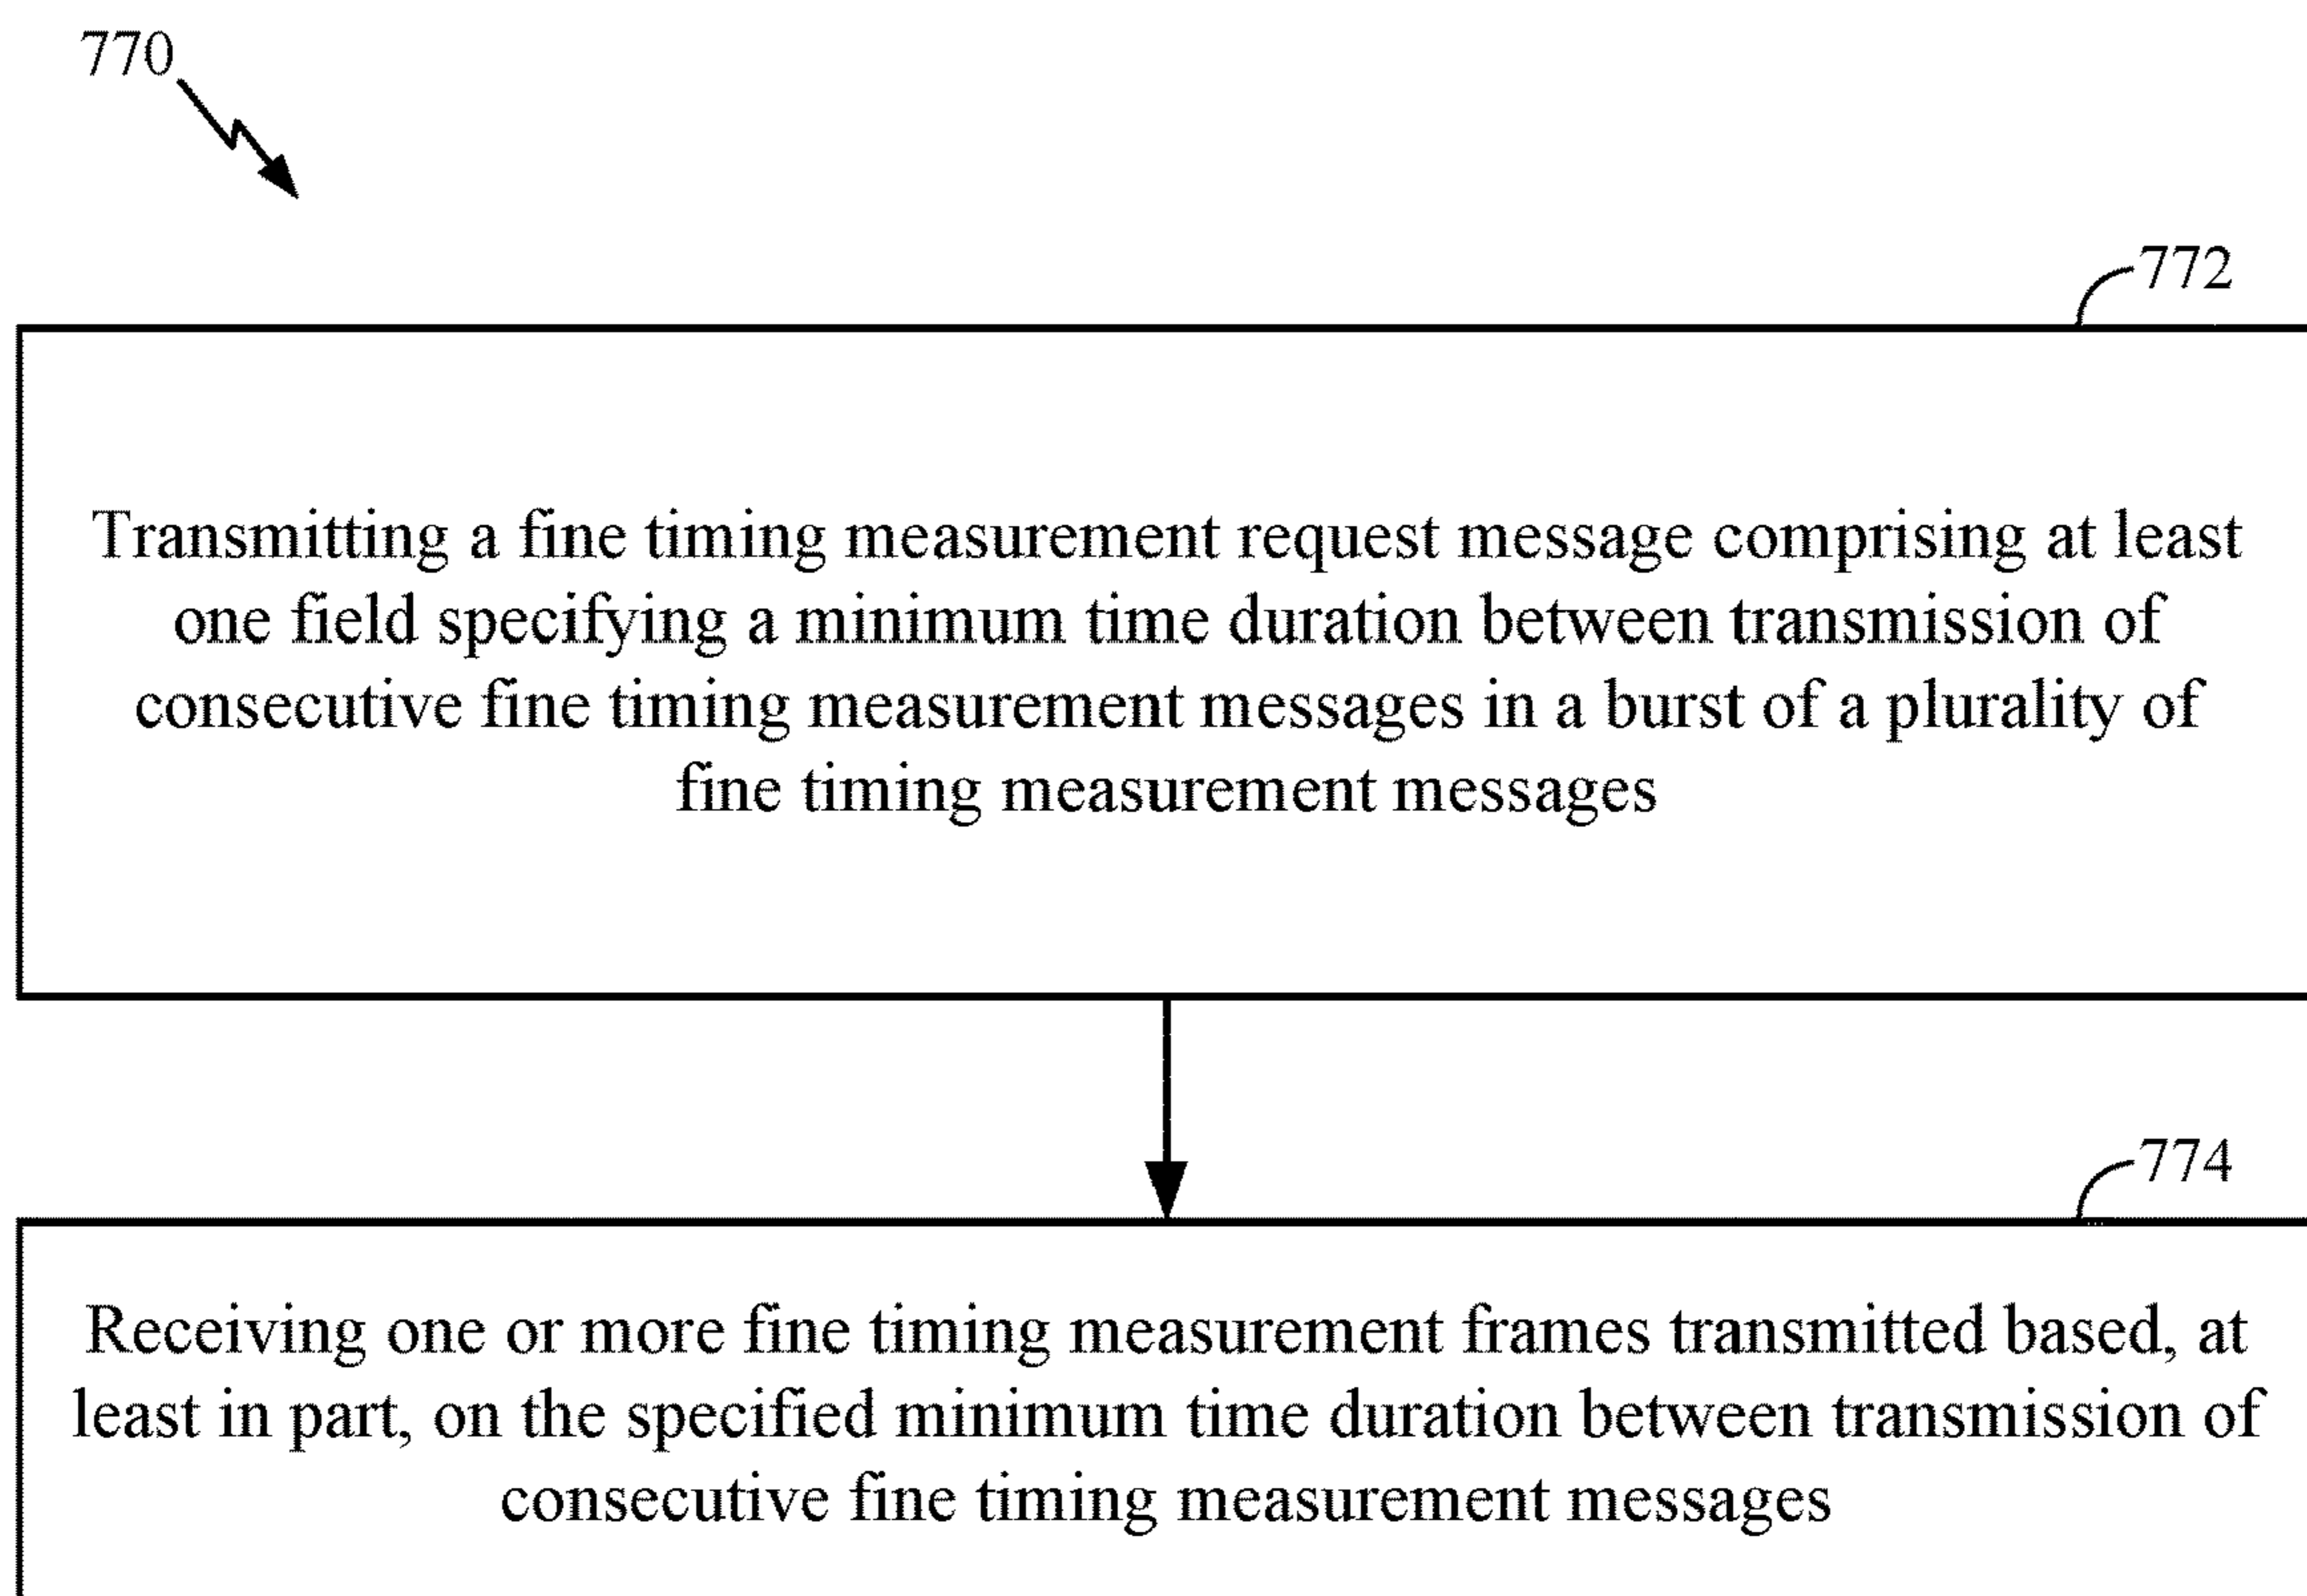 770
772
Transmitting a fine timing measurement request message comprising at least
one field specifying a minimum time duration between transmission of
consecutive fine timing measurement messages in a burst of a plurality of
fine timing measurement messages
774
Receiving one or more fine timing measurement frames transmitted based, at
least in part, on the specified minimum time duration between transmission of
consecutive fine timing measurement messages